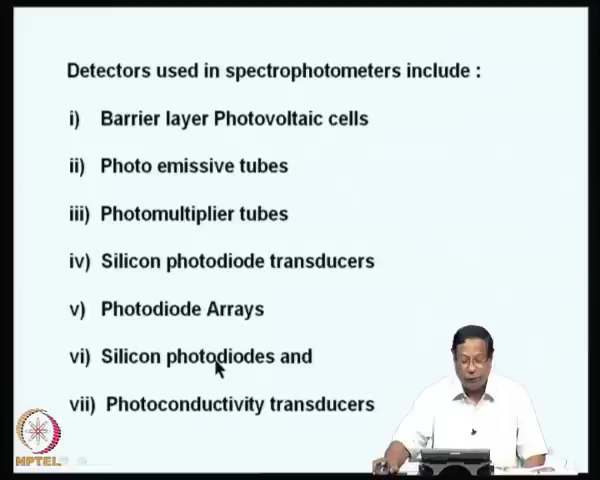 Detectors used in spectrophotometers include :
i) Barrier layer Photovoltaic cells
ii) Photo emissive tubes
iii) Photomultiplier tubes
iv) Silicon photodiode transducers
v) Photodiode Arrays
vi) Silicon photodiodes and
vii) Photoconductivity transducers
NPTEL